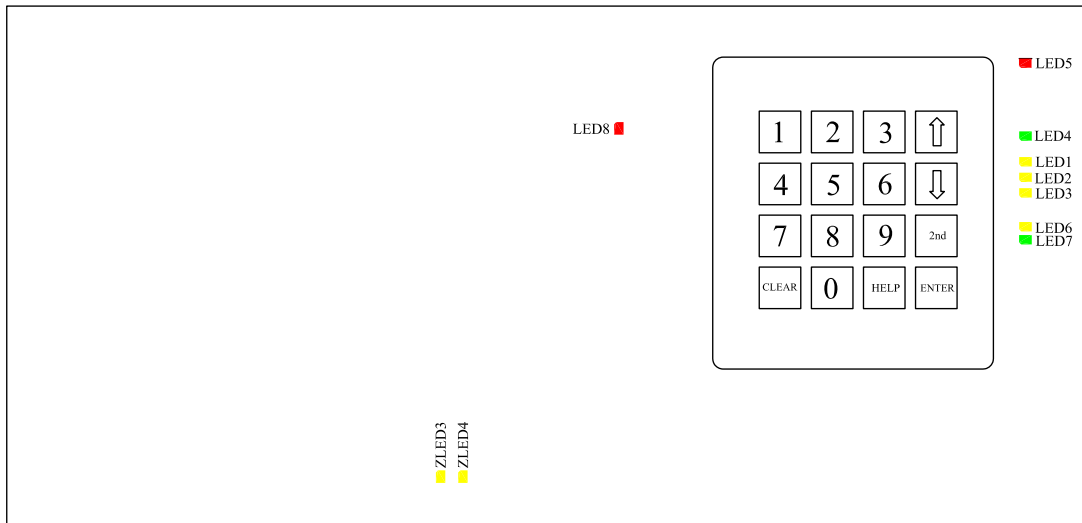 LED5
LED8
LED4
1 2 3
LED1
LED2
4 5 6
LED3
LED6
7 8 9 2nd
LED7
CLEAR 0 HELP ENTER
ZLED3
ZLED4